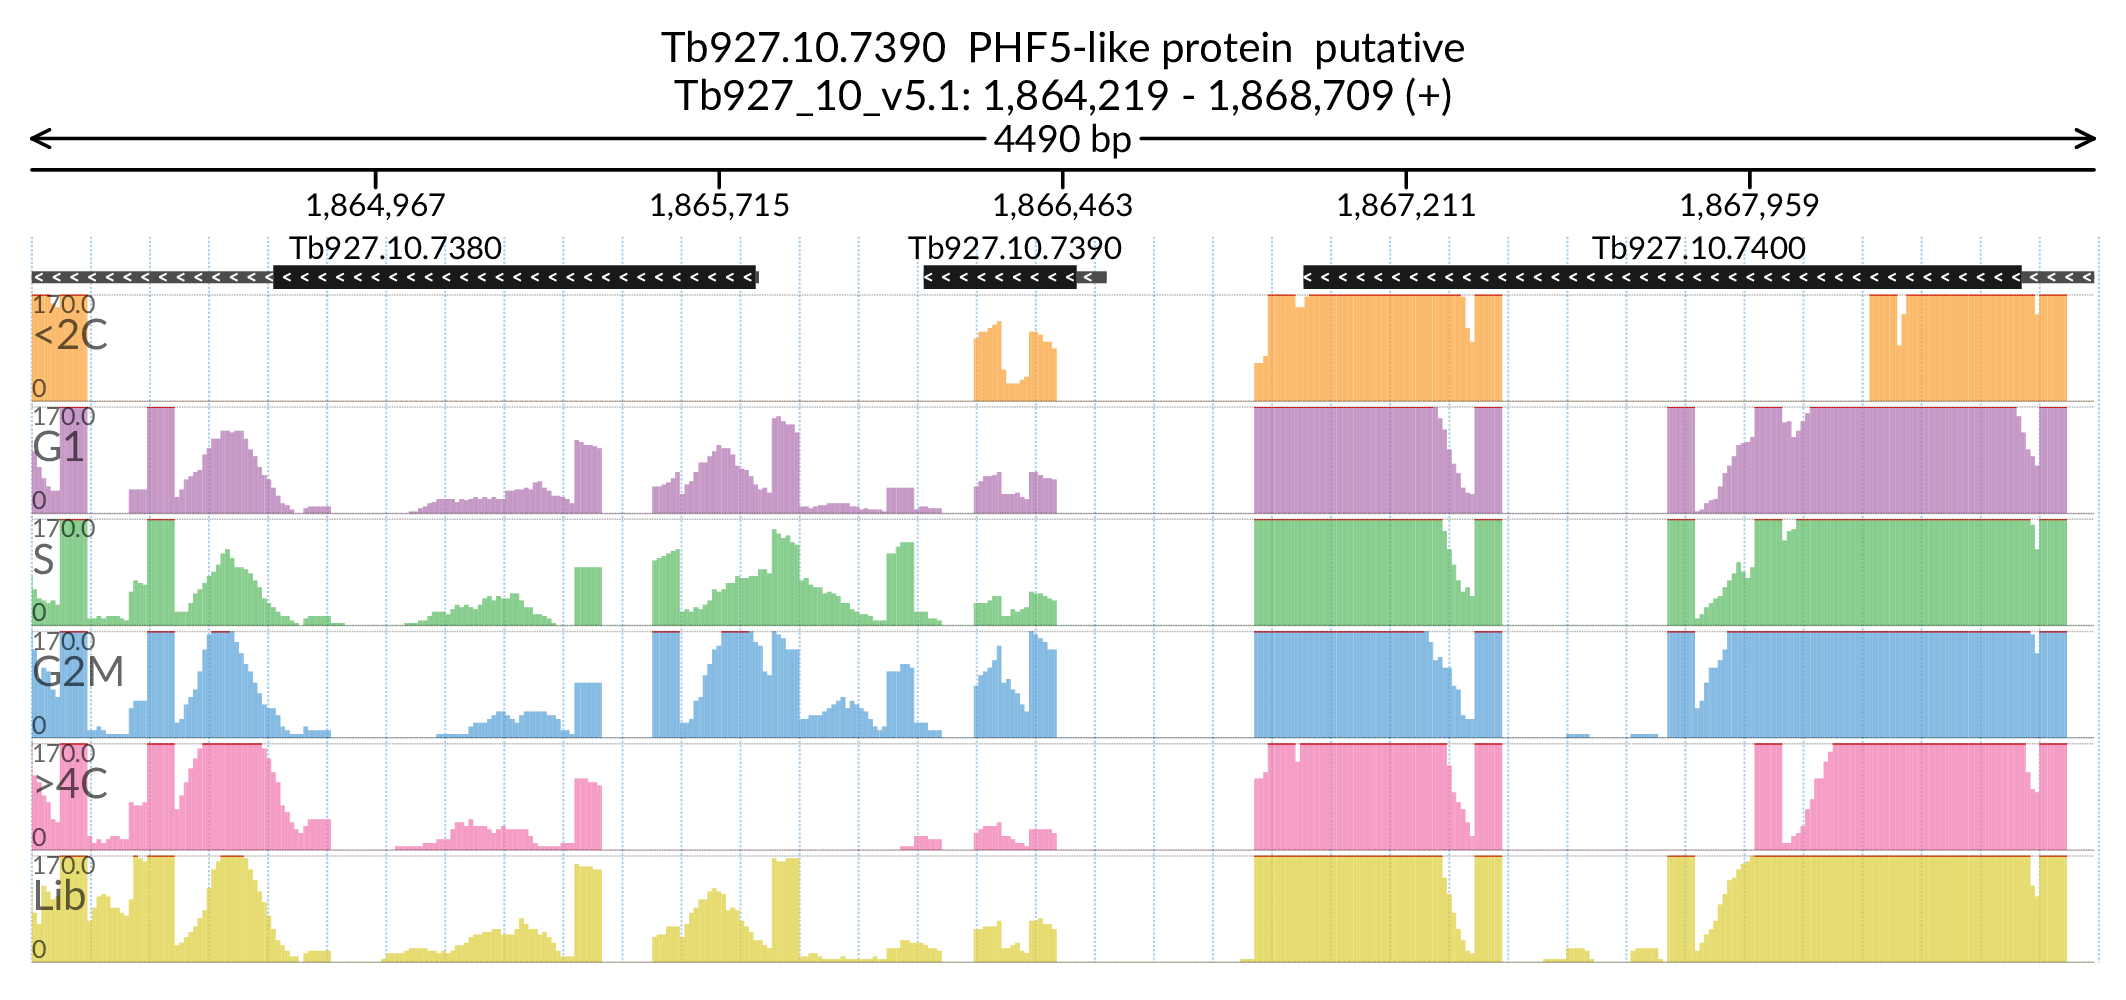 Tb927.10.7390 PHF5-like protein putative
Tb927_10_v5.1: 1,864,219 - 1,868,709 (+)
4490 bp
1,864,967 1,865,715 1,866,463 1,867,211 1,867,959
Tb927.10.7380 Tb927.10.7390 Tb927.10.7400
170.0
<2C
0
170.0
G1
0
170.0
S
0
170.0
G2M
0
170.0
>4C
0
170.0
Lib
0